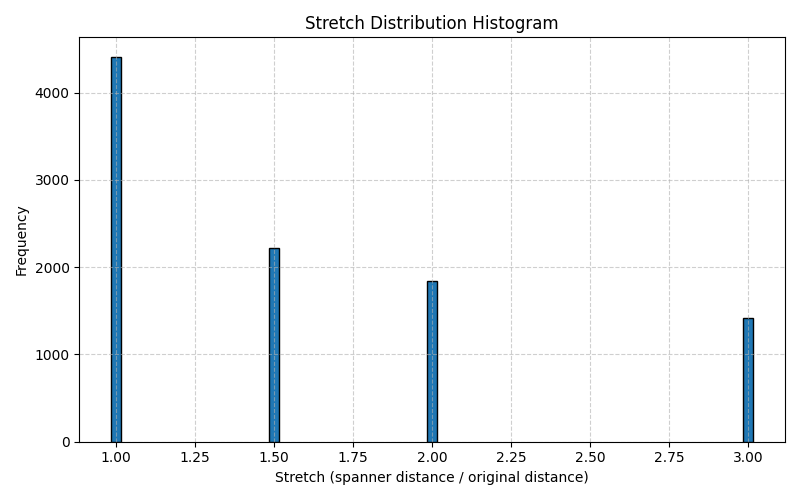 Stretch Distribution Histogram
Frequency
4000
3000
2000
1000
0
1.00 1.25 1.50 1.75 2.00 2.25 2.50 2.75 3.00
Stretch (spanner distance / original distance)